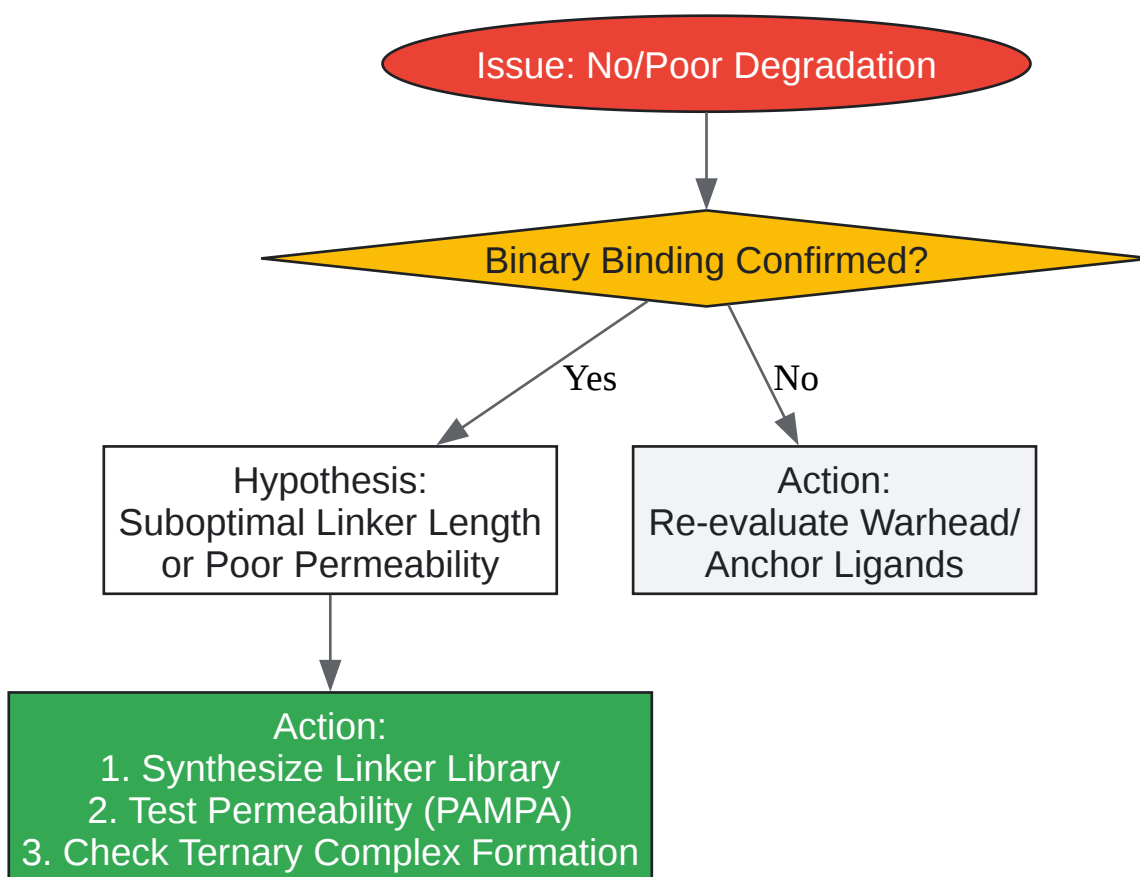 Issue: No/Poor Degradation
Binary Binding Confirmed?
Yes
No
Hypothesis:
Suboptimal Linker Length
or Poor Permeability
Action:
Re-evaluate Warhead/
Anchor Ligands
Action:
1. Synthesize Linker Library
2. Test Permeability (PAMPA)
3. Check Ternary Complex Formation